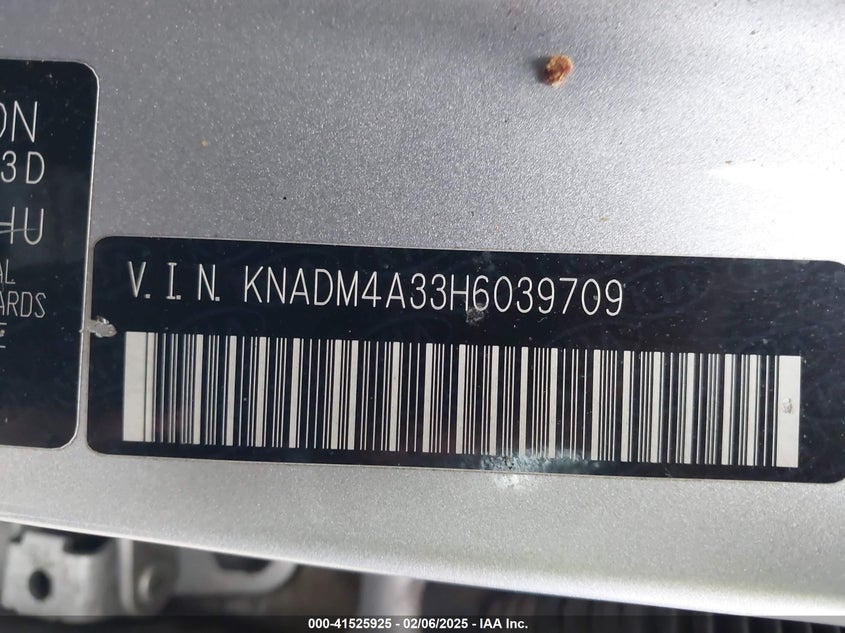 ON
3D
HU
AL
ARDS
E
V. I. N. KNADM4A33H6039709
000-41525925 - 02/06/2025 - IAA Inc.